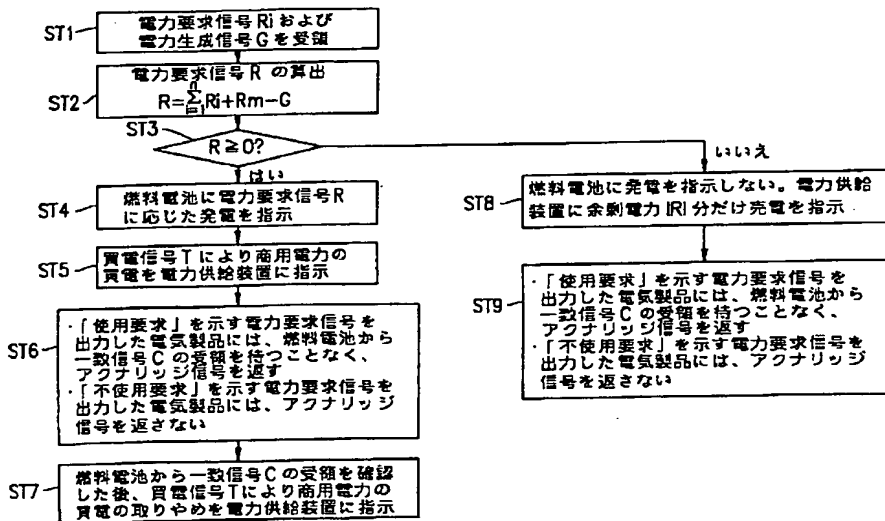 ST1
電力要求信号Riおよび
電力生成信号Gを受領
ST2
電力要求信号Rの算出
R=ΣRi+Rm-G
ST3
R≧0?
はい
いいえ
ST4
燃料電池に電力要求信号R
に応じた発電を指示
ST5
買電信号Tにより商用電力の
買電を電力供給装置に指示
ST6
・「使用要求」を示す電力要求信号を
出力した電気製品には、燃料電池から
一致信号Cの受領を待つことなく、
アクナリッジ信号を返す
・「不使用要求」を示す電力要求信号を
出力した電気製品には、アクナリッジ
信号を返さない
ST7
燃料電池から一致信号Cの受領を確認
した後、買電信号Tにより商用電力の
買電の取りやめを電力供給装置に指示
ST8
燃料電池に発電を指示しない。電力供給
装置に余剰電力|R|分だけ売電を指示
ST9
・「使用要求」を示す電力要求信号を
出力した電気製品には、燃料電池から
一致信号Cの受領を待つことなく、
アクナリッジ信号を返す
・「不使用要求」を示す電力要求信号を
出力した電気製品には、アクナリッジ
信号を返さない